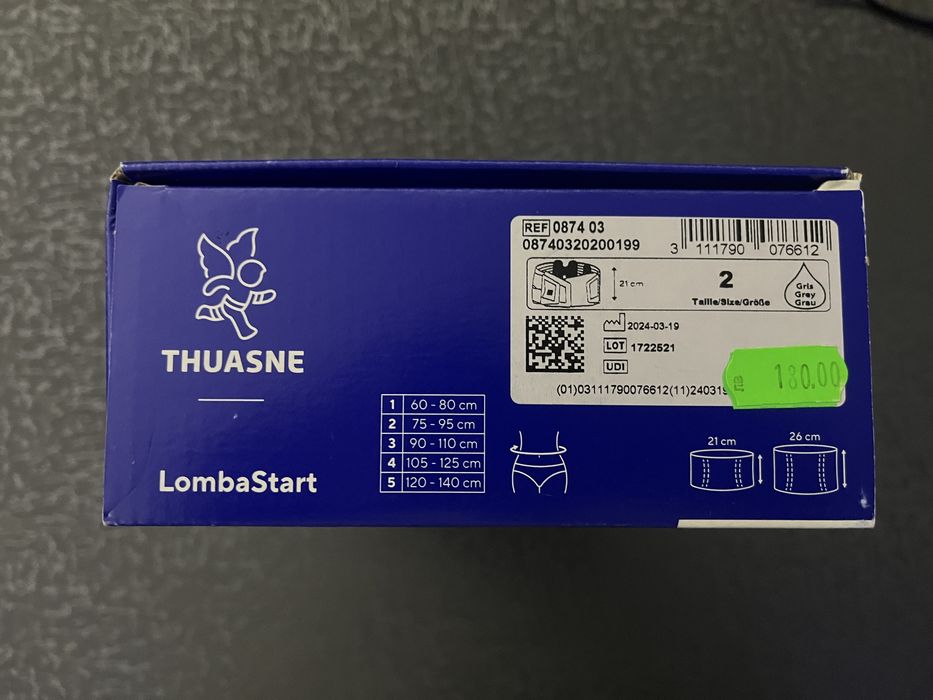 THUASNE
LombaStart
1 60 - 80 cm
2 75 - 95 cm
3 90 - 110 cm
4 105 - 125 cm
5 120 - 140 cm
REF 0874 03
08740320200199
3 111790 076612
21 cm
2
Taille/Size/Größe
Gris
Grey
Grau
2024-03-19
LOT 1722521
UDI
(01)03111790076612(11)240319
ЛВ 180.00
21 cm
26 cm